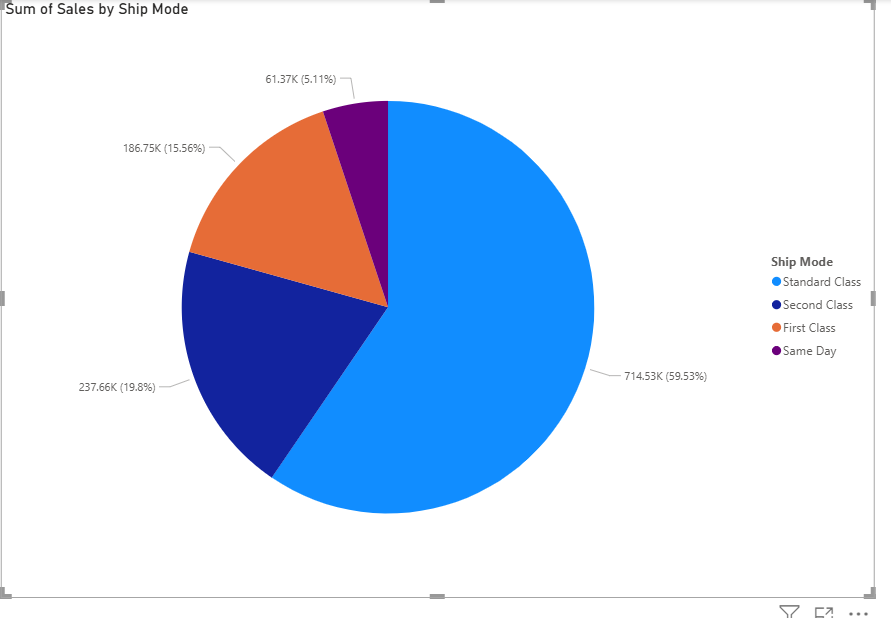 Sum of Sales by Ship Mode
61.37K (5.11%)
186.75K (15.56%)
237.66K (19.8%)
714.53K (59.53%)
Ship Mode
Standard Class
Second Class
First Class
Same Day